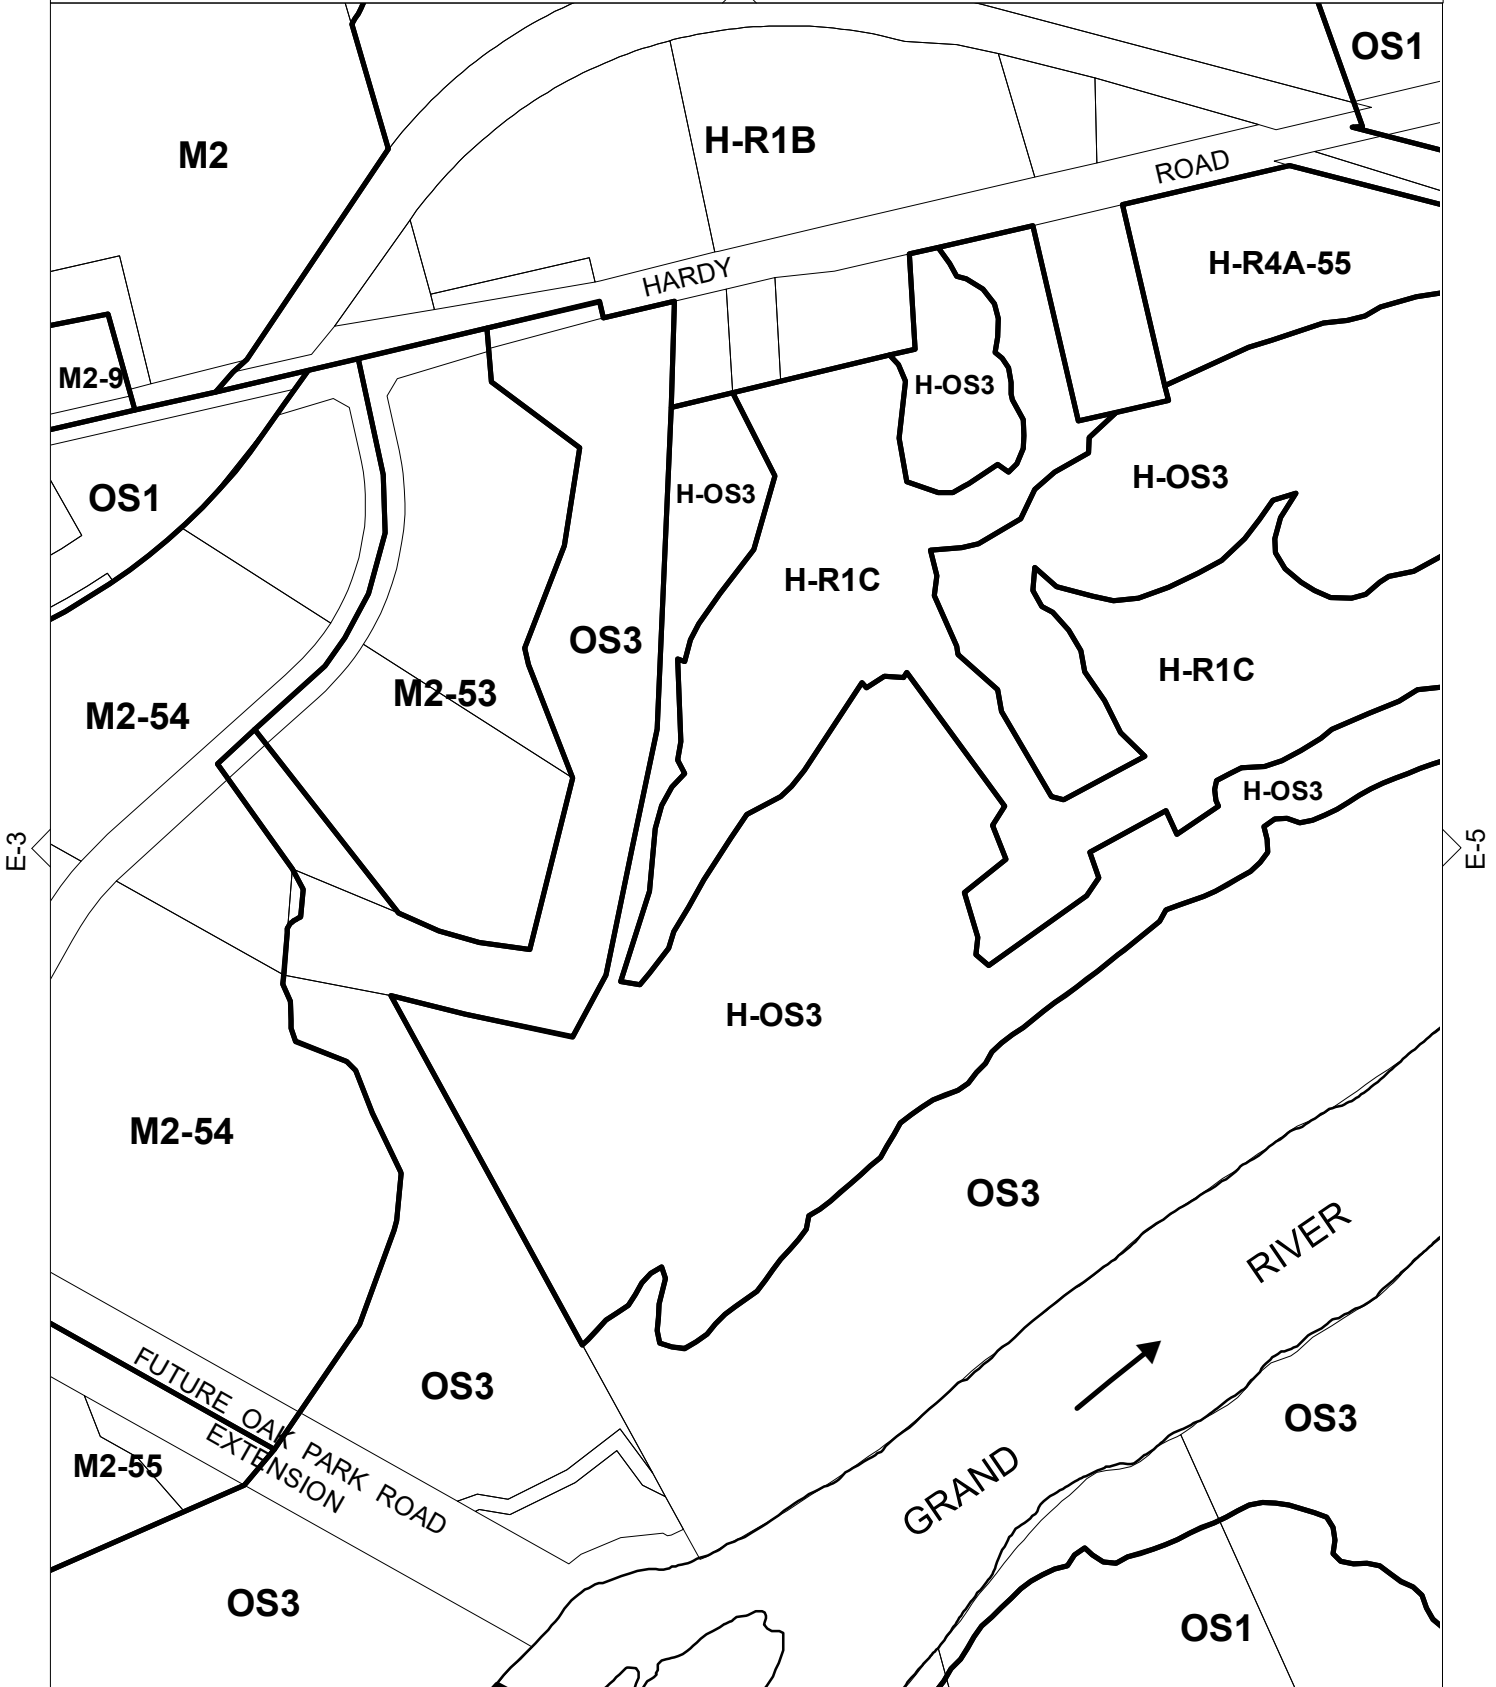 OS1
M2
H-R1B
ROAD
H-R4A-55
HARDY
M2-9
H-OS3
OS1
H-OS3
H-OS3
H-R1C
OS3
H-R1C
M2-54
M2-53
H-OS3
E-3
E-5
H-OS3
M2-54
OS3
RIVER
FUTURE OAK PARK ROAD
EXTENSION
OS3
OS3
M2-55
GRAND
OS3
OS1